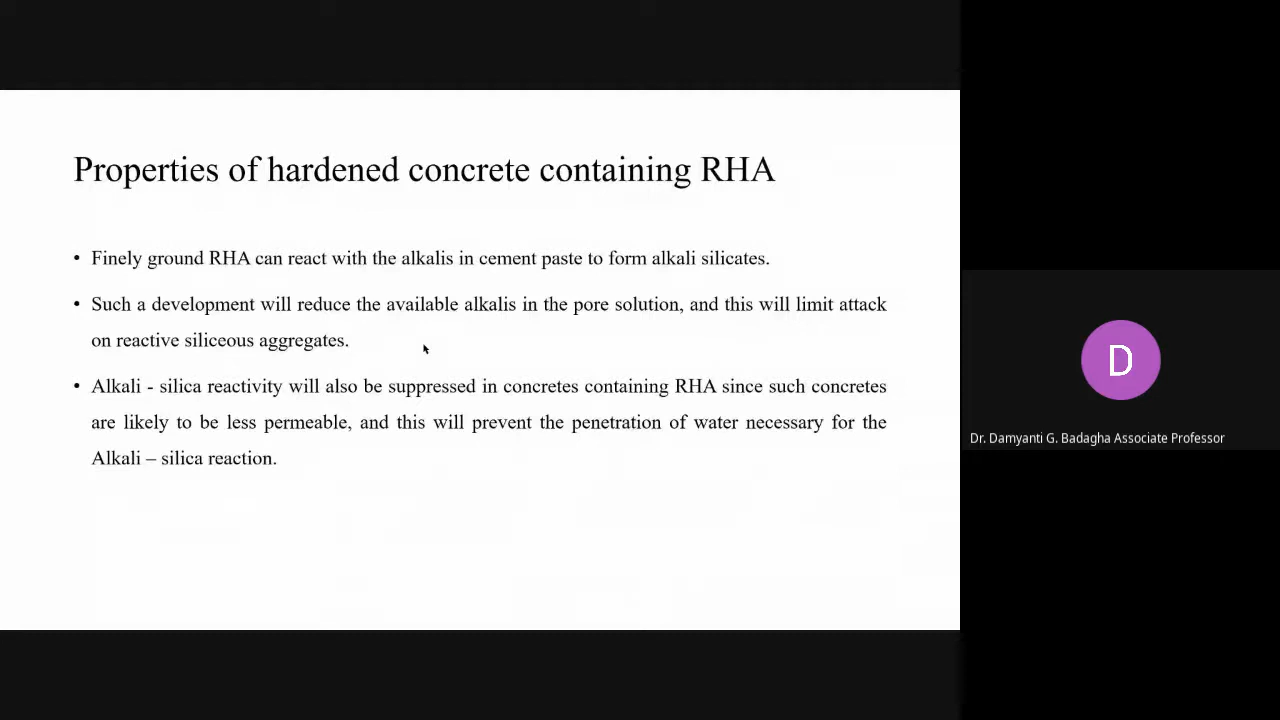 Properties of hardened concrete containing RHA
• Finely ground RHA can react with the alkalis in cement paste to form alkali silicates.
• Such a development will reduce the available alkalis in the pore solution, and this will limit attack
on reactive siliceous aggregates.
• Alkali - silica reactivity will also be suppressed in concretes containing RHA since such concretes
are likely to be less permeable, and this will prevent the penetration of water necessary for the
Alkali – silica reaction.
D
Dr. Damyanti G. Badagha Associate Professor